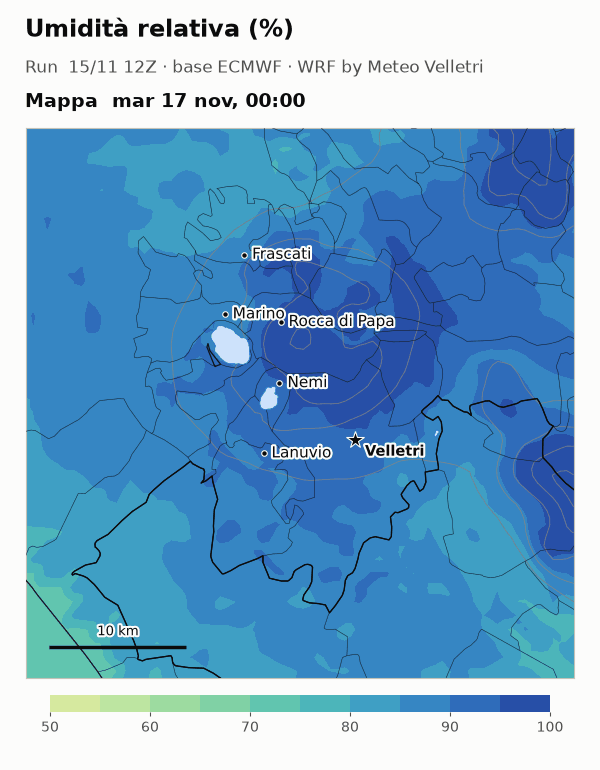 Umidità relativa (%)
Run  15/11 12Z · base ECMWF · WRF by Meteo Velletri
Mappa  mar 17 nov, 00:00
Frascati
Marino
Rocca di Papa
Nemi
Velletri
Lanuvio
10 km
50 60 70 80 90 100